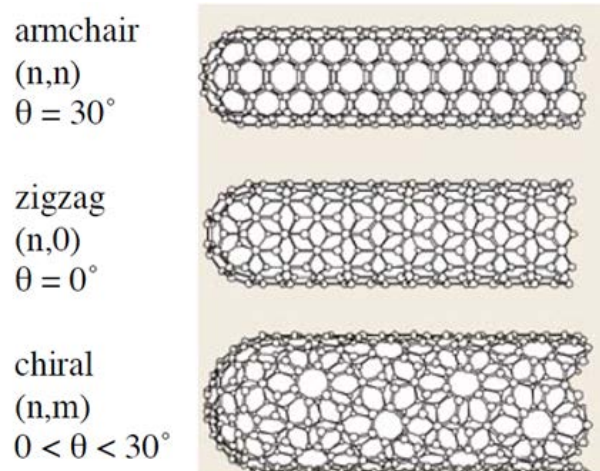 armchair
(n,n)
θ = 30°
zigzag
(n,0)
θ = 0°
chiral
(n,m)
0 < θ < 30°